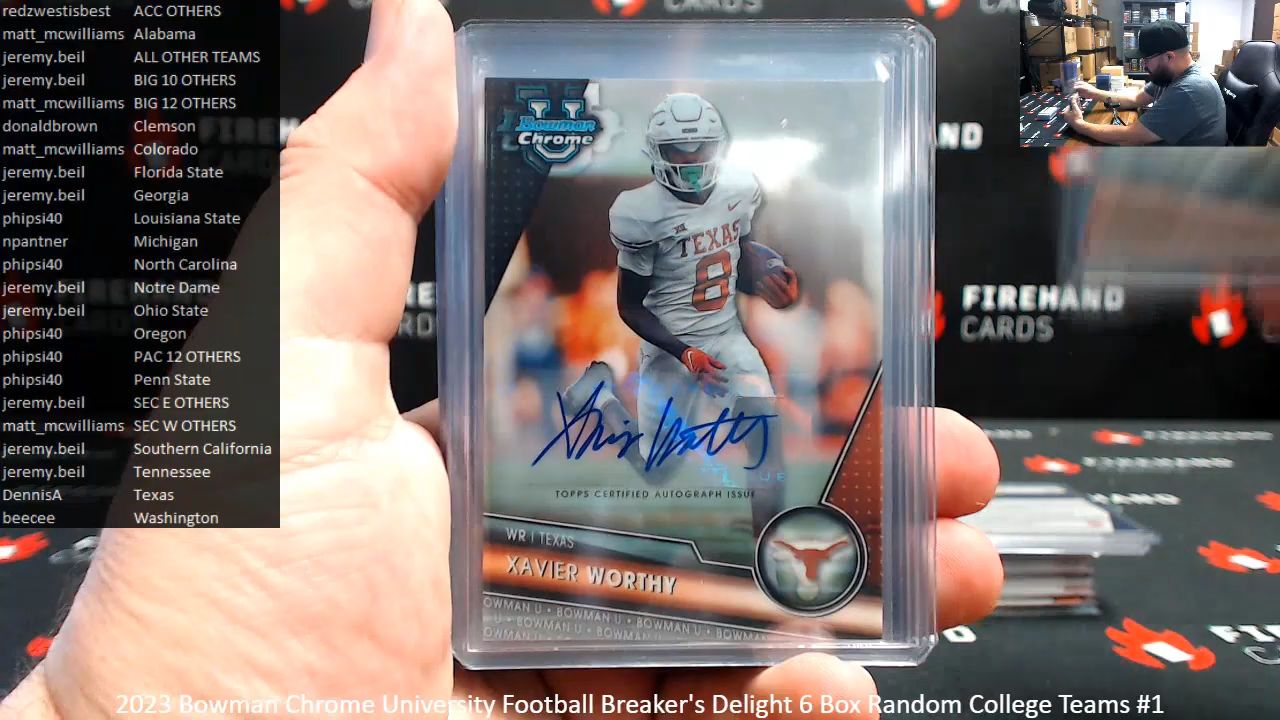 redzwestisbest ACC OTHERS
matt_mcwilliams Alabama
jeremy.beil ALL OTHER TEAMS
jeremy.beil BIG 10 OTHERS
matt_mcwilliams BIG 12 OTHERS
donaldbrown Clemson
matt_mcwilliams Colorado
jeremy.beil Florida State
jeremy.beil Georgia
phipsi40 Louisiana State
npantner Michigan
phipsi40 North Carolina
jeremy.beil Notre Dame
jeremy.beil Ohio State
phipsi40 Oregon
phipsi40 PAC 12 OTHERS
phipsi40 Penn State
jeremy.beil SEC E OTHERS
matt_mcwilliams SEC W OTHERS
jeremy.beil Southern California
jeremy.beil Tennessee
DennisA Texas
beecee Washington
CARDS
U
Bowman
Chrome
TEXAS
8
TOPPS CERTIFIED AUTOGRAPH ISSUE
WR | TEXAS
XAVIER WORTHY
OWMAN U • BOWMAN U • BOWMAN U
U • BOWMAN U • BOWMAN U • BOWMA
FIREHAND
CARDS
2023 Bowman Chrome University Football Breaker's Delight 6 Box Random College Teams #1